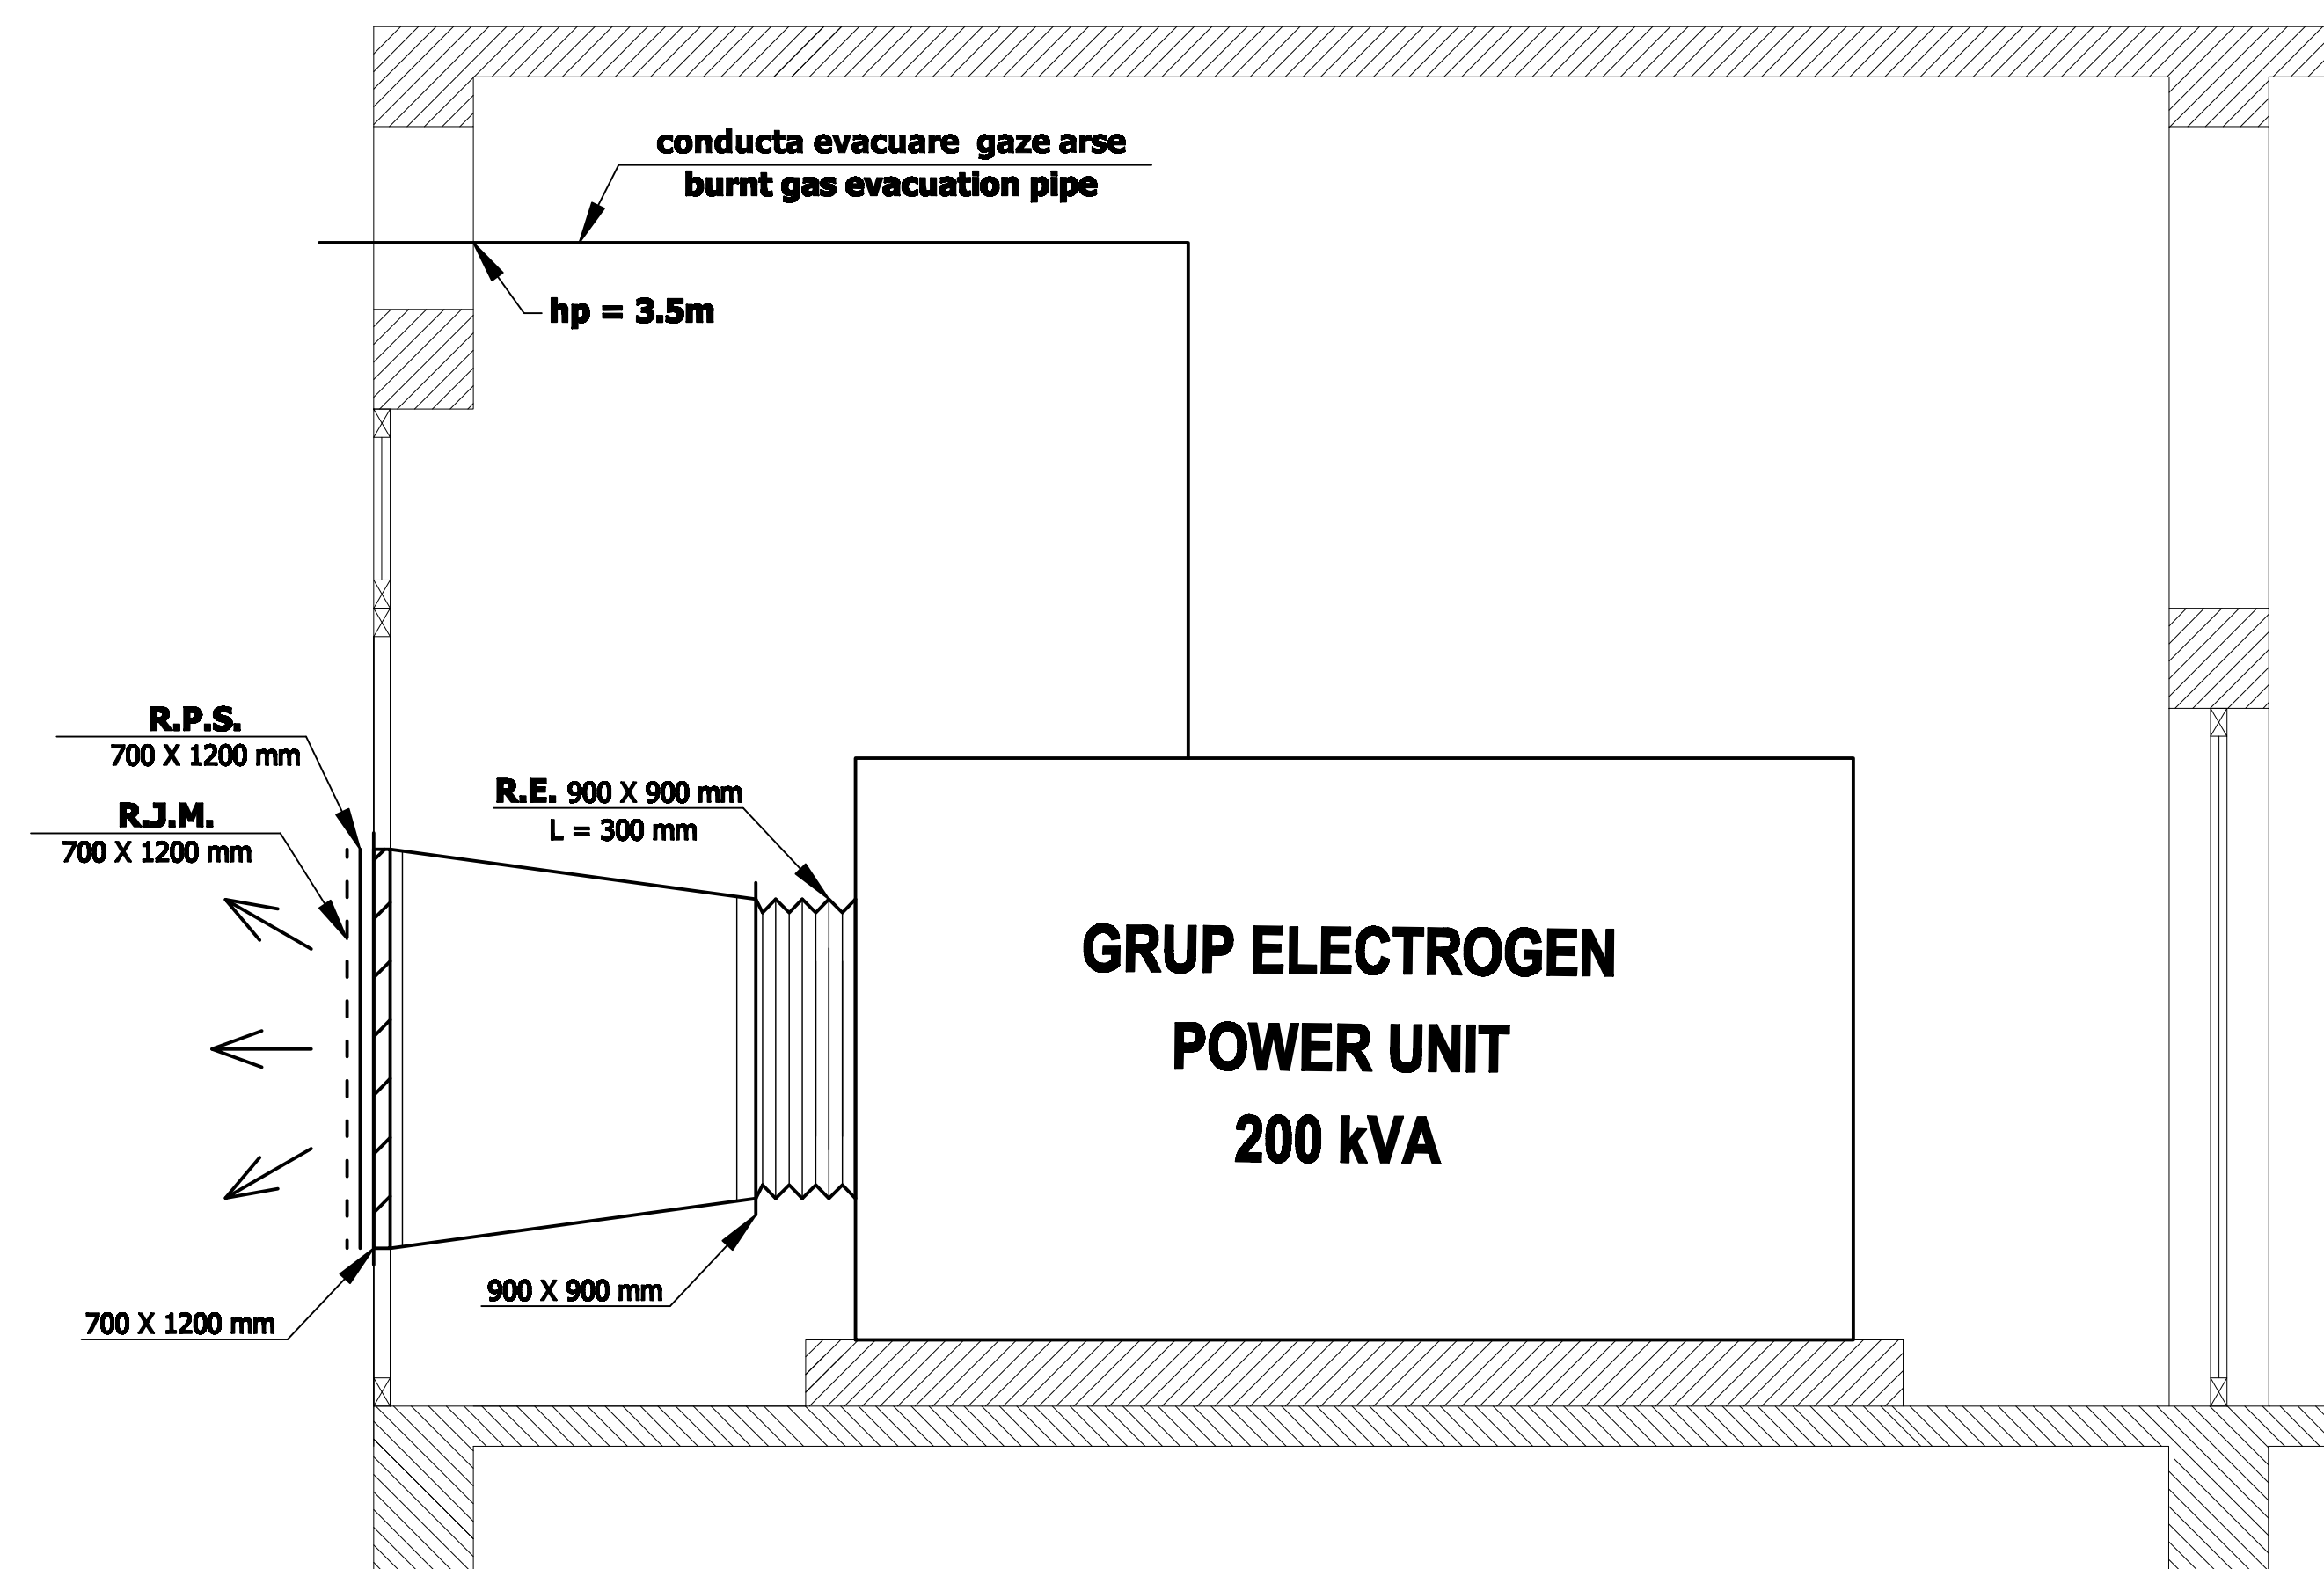 conducta evacuare gaze arse
burnt gas evacuation pipe
hp = 3.5m
R.P.S.
700 X 1200 mm
R.J.M.
700 X 1200 mm
R.E. 900 X 900 mm
L = 300 mm
GRUP ELECTROGEN
POWER UNIT
200 kVA
900 X 900 mm
700 X 1200 mm